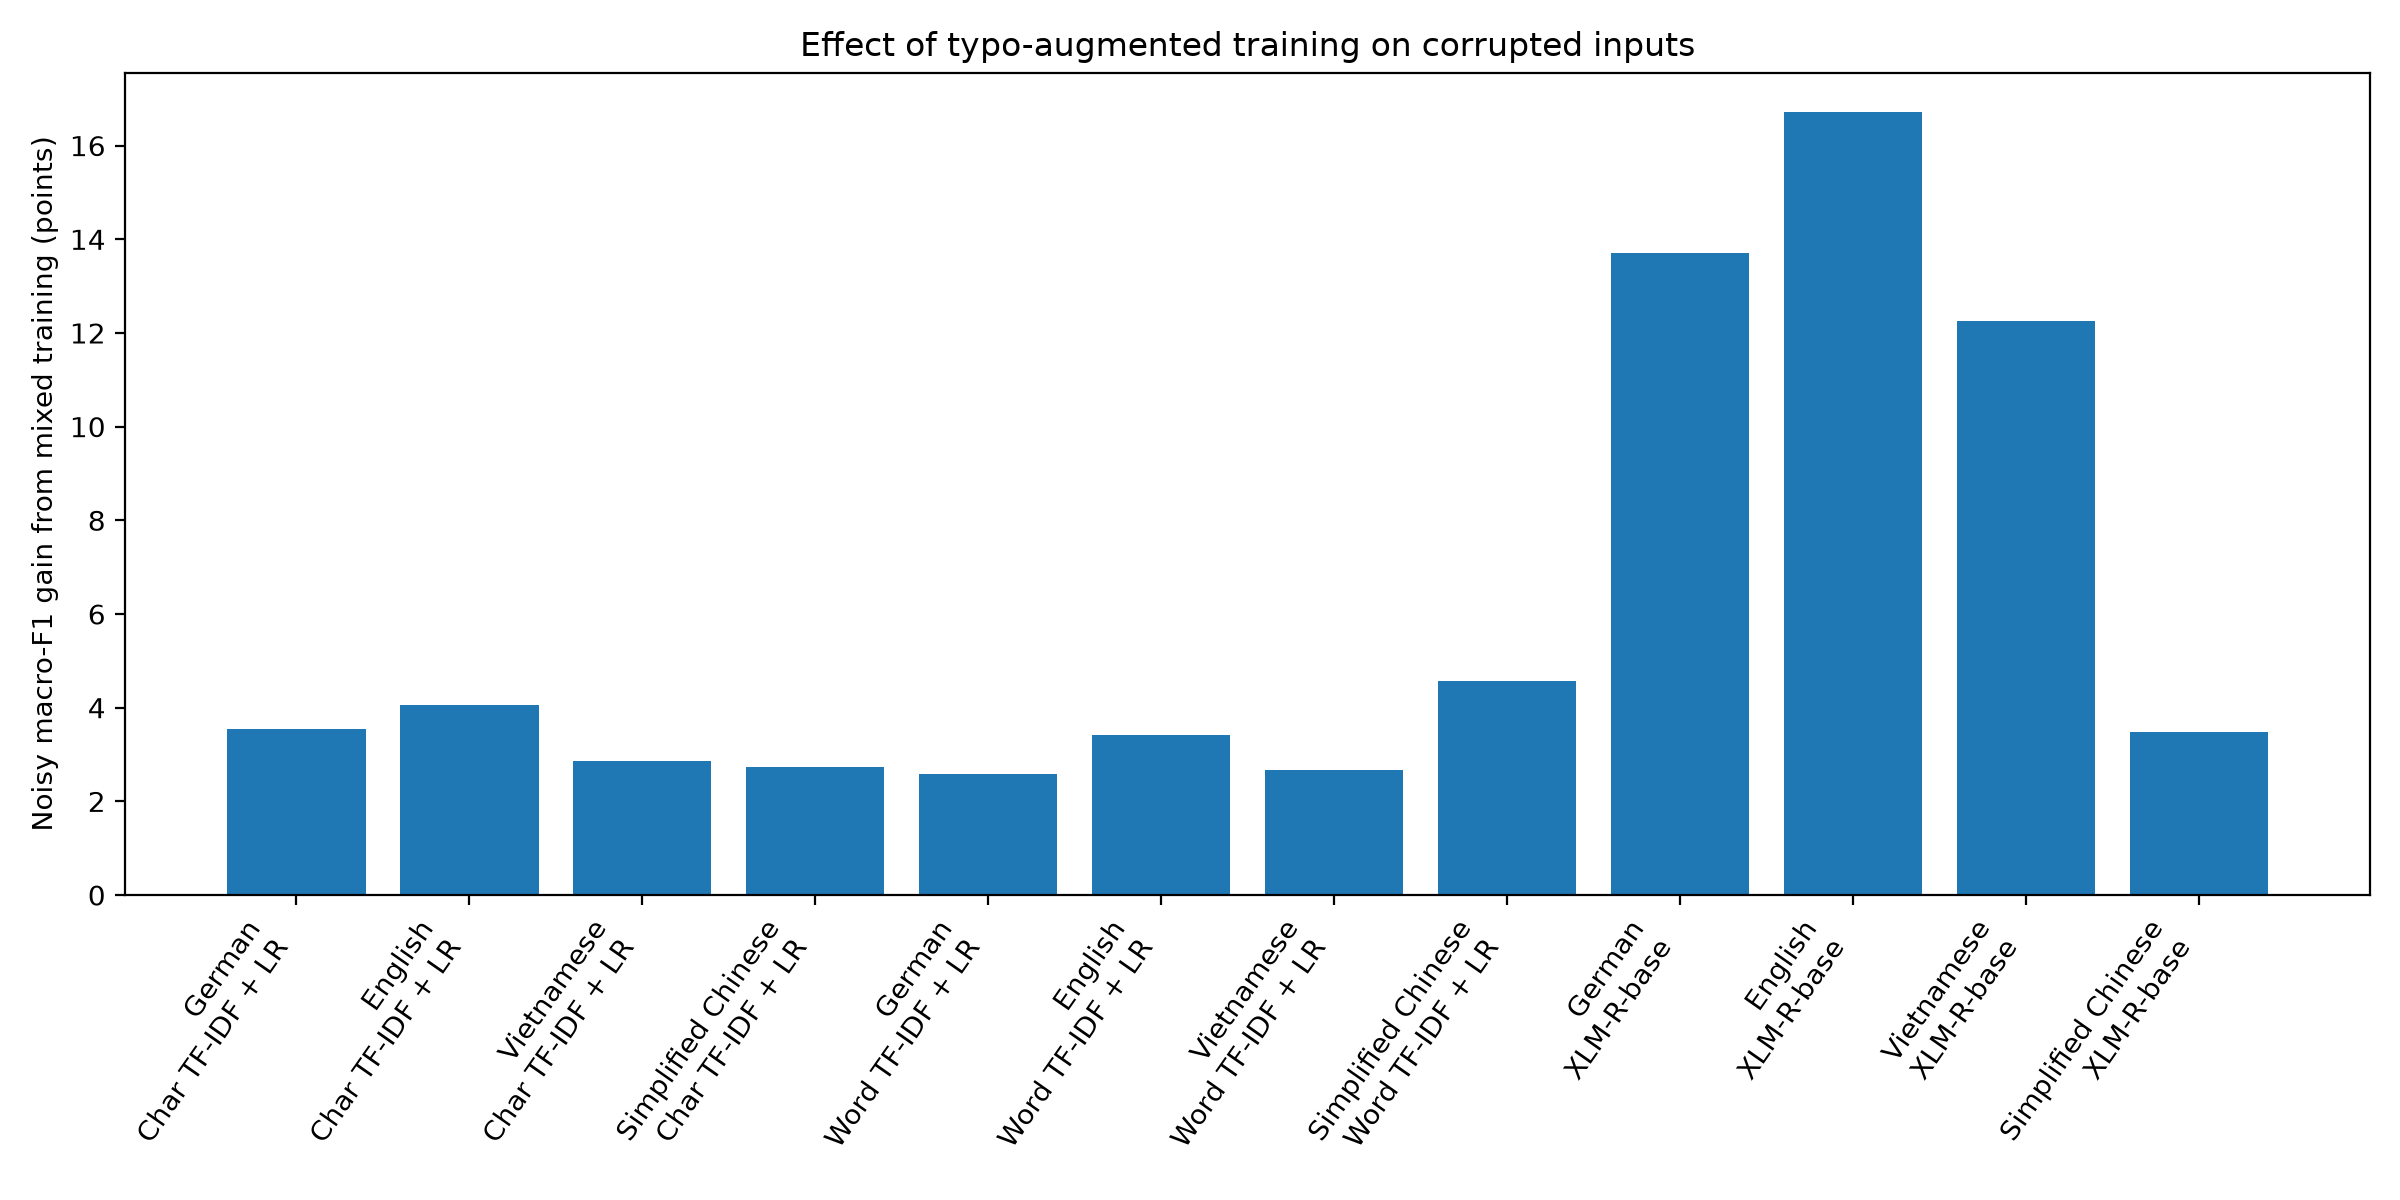 Effect of typo-augmented training on corrupted inputs
Noisy macro-F1 gain from mixed training (points)
16
14
12
10
8
6
4
2
0
German
Char TF-IDF + LR
English
Char TF-IDF + LR
Vietnamese
Char TF-IDF + LR
Simplified Chinese
Char TF-IDF + LR
German
Word TF-IDF + LR
English
Word TF-IDF + LR
Vietnamese
Word TF-IDF + LR
Simplified Chinese
Word TF-IDF + LR
German
XLM-R-base
English
XLM-R-base
Vietnamese
XLM-R-base
Simplified Chinese
XLM-R-base